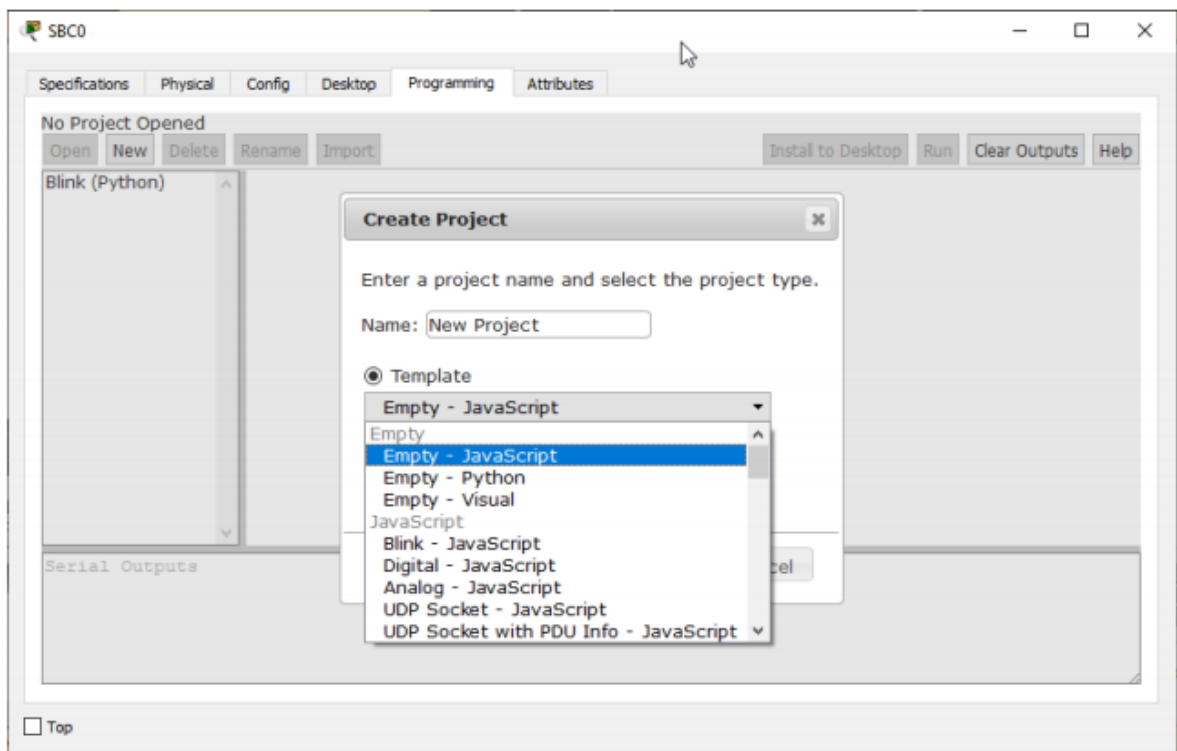 SBC0
Specifications Physical Config Desktop Programming Attributes
No Project Opened
Open New Delete Rename Import Install to Desktop Run Clear Outputs Help
Blink (Python)
Create Project
Enter a project name and select the project type.
Name: New Project
Template
Empty - JavaScript
Empty
Empty - JavaScript
Empty - Python
Empty - Visual
JavaScript
Blink - JavaScript
Digital - JavaScript
Analog - JavaScript
UDP Socket - JavaScript
UDP Socket with PDU Info - JavaScript
cel
Serial Outputs
Top